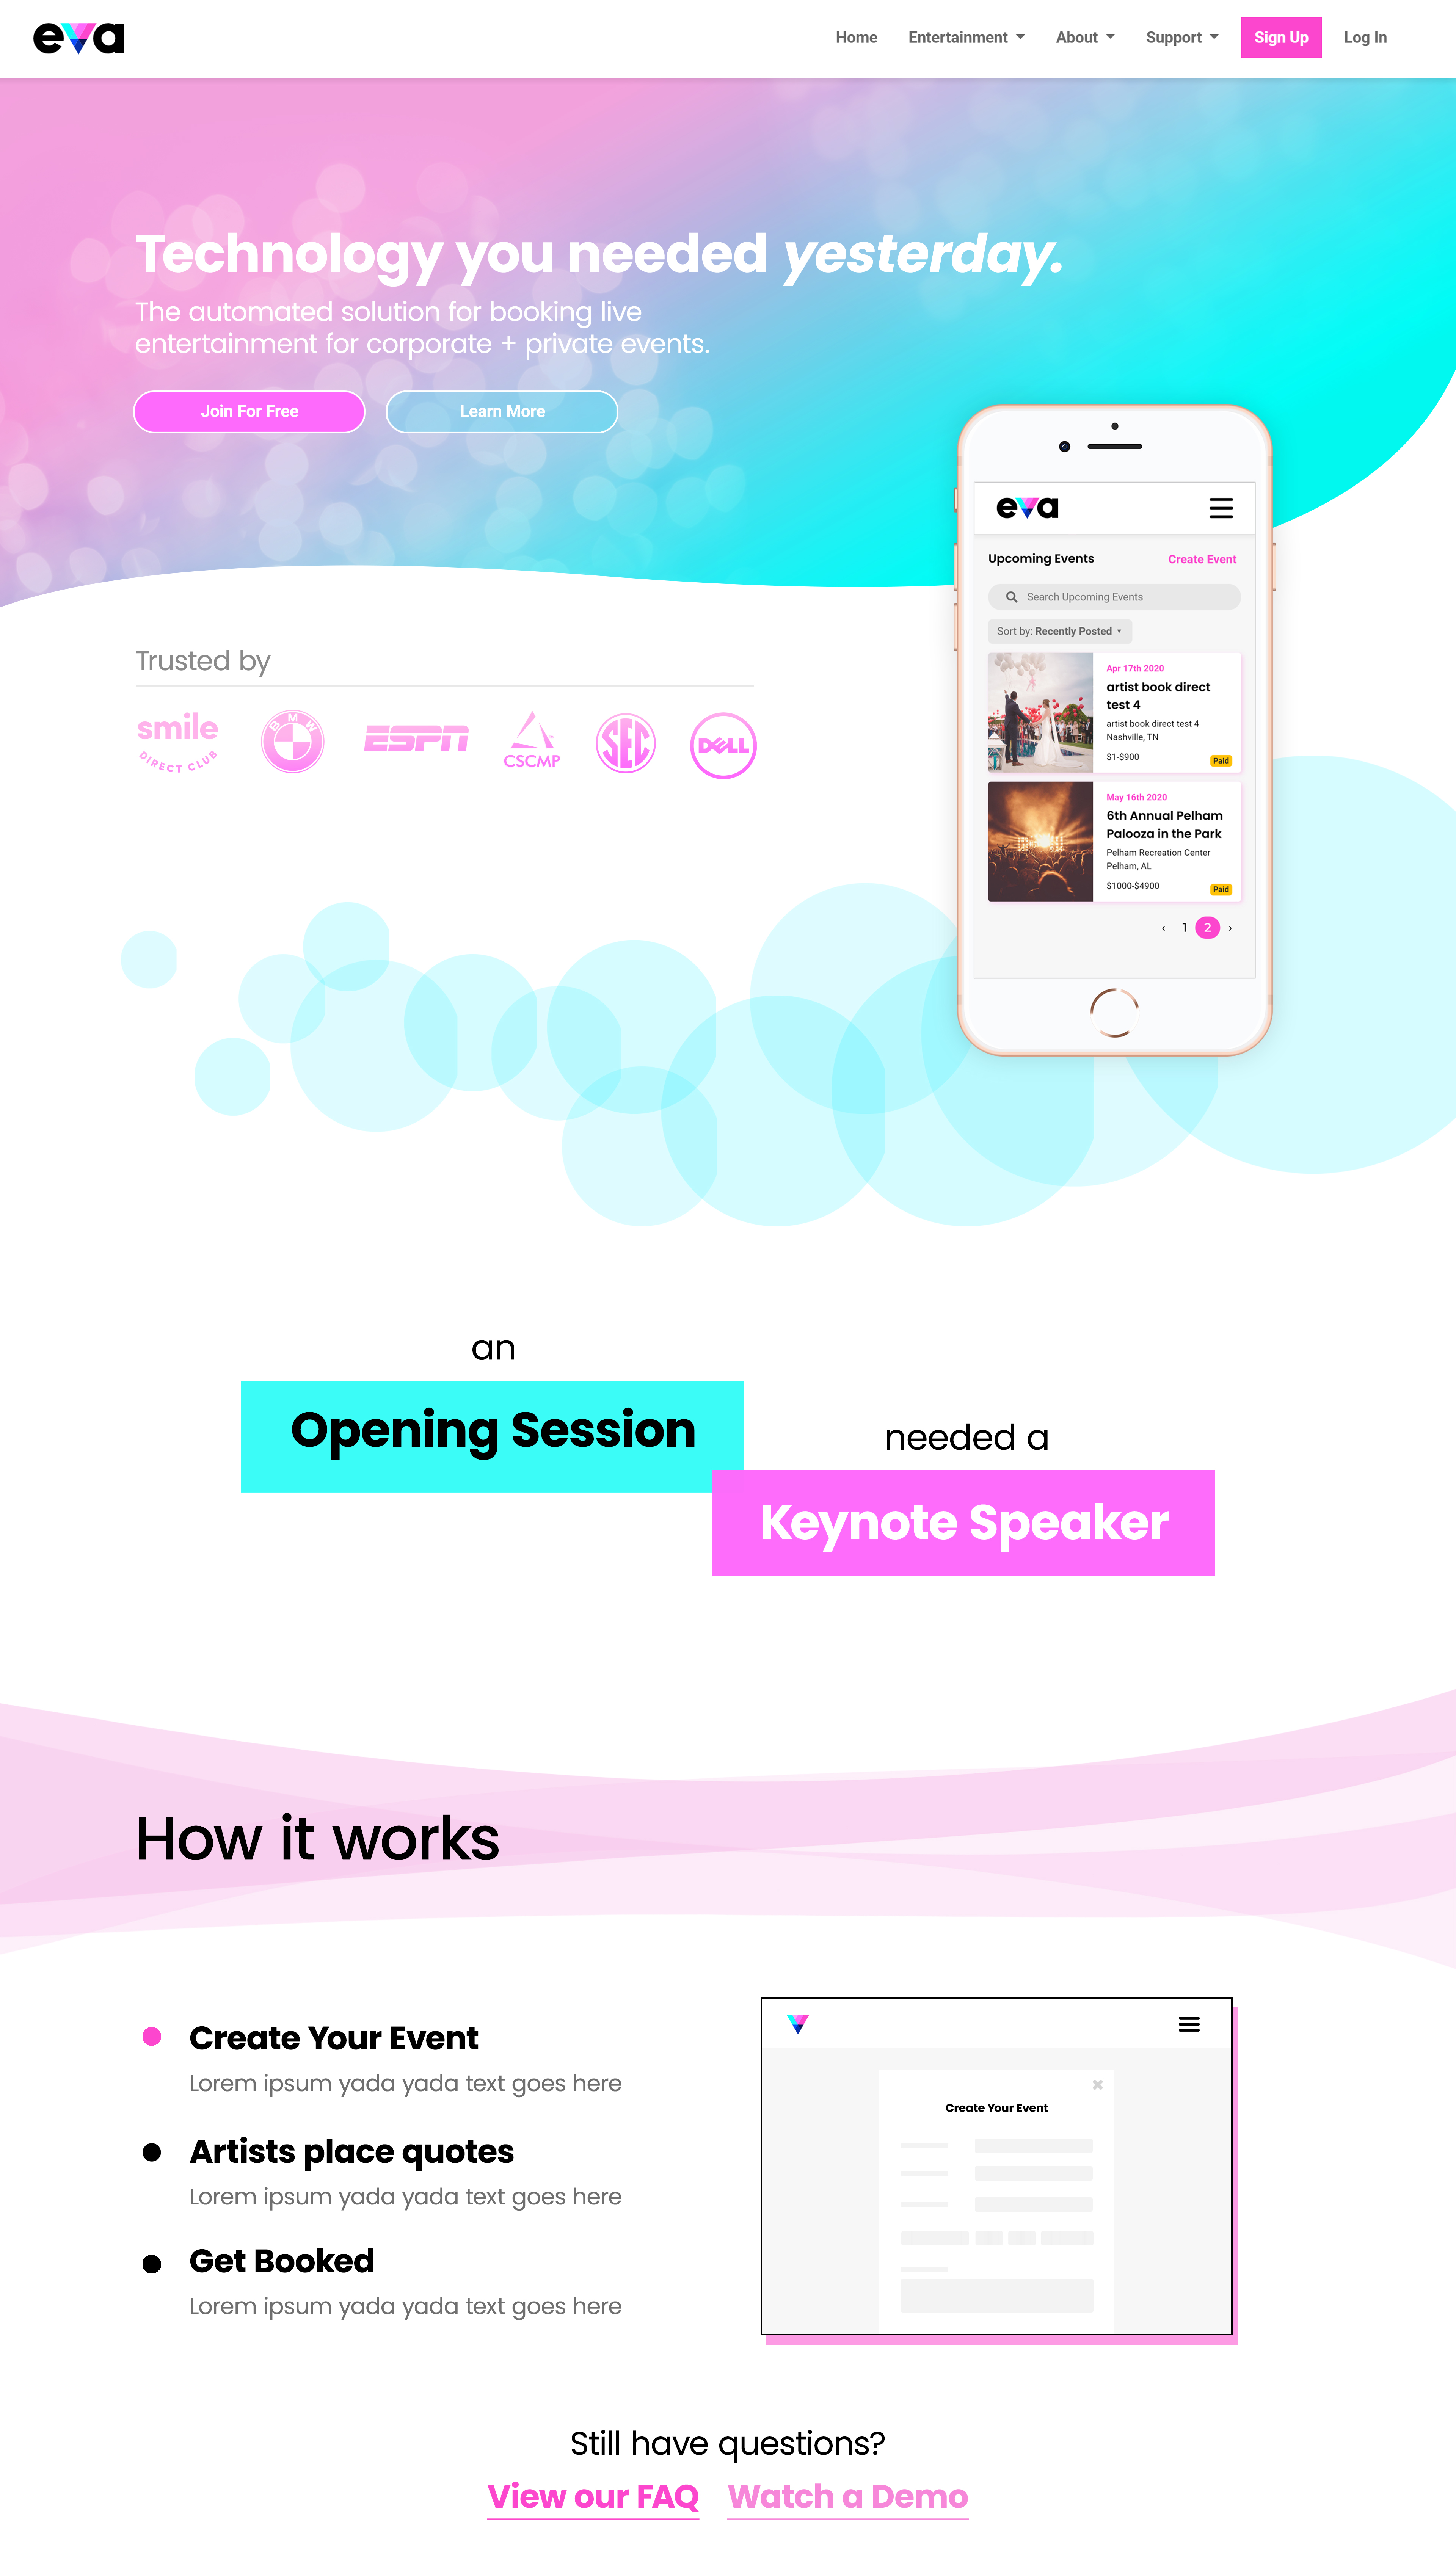 eva
Home
Entertainment
About
Support
Sign Up
Log In
Technology you needed yesterday.
The automated solution for booking live
entertainment for corporate + private events.
Join For Free
Learn More
eva
Upcoming Events
Create Event
Search Upcoming Events
Sort by: Recently Posted
Apr 17th 2020
artist book direct
test 4
artist book direct test 4
Nashville, TN
$1-$900
Paid
May 16th 2020
6th Annual Pelham
Palooza in the Park
Pelham Recreation Center
Pelham, AL
$1000-$4900
Paid
‹ 1 2 ›
Trusted by
smile
DIRECT CLUB
BMW
ESPN
CSCMP
SEC
DELL
an
Opening Session
needed a
Keynote Speaker
How it works
Create Your Event
Lorem ipsum yada yada text goes here
Artists place quotes
Lorem ipsum yada yada text goes here
Get Booked
Lorem ipsum yada yada text goes here
Create Your Event
Still have questions?
View our FAQ
Watch a Demo